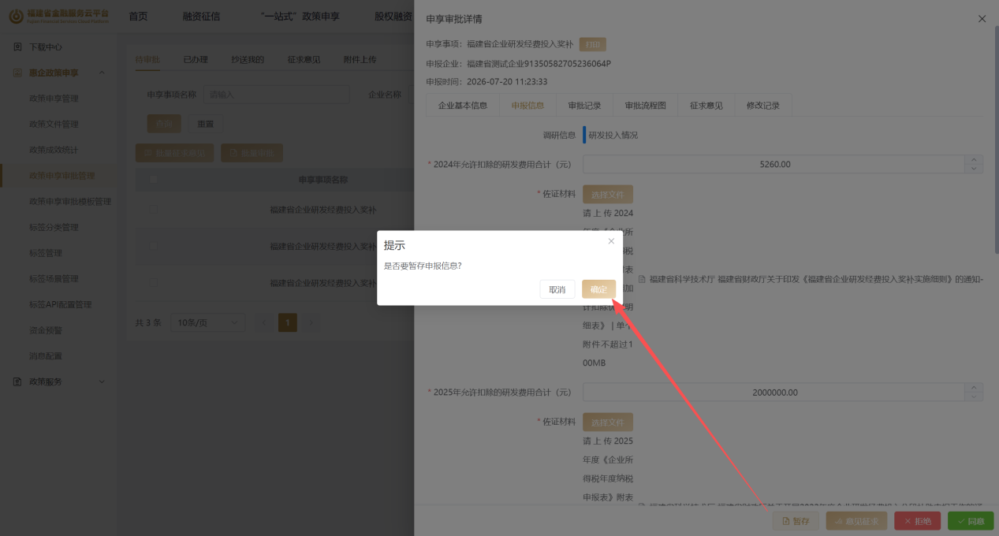 福建省金融服务云平台
首页 融资征信 “一站式”政策申享 股权融资
下载中心
惠企政策申享
政策申享管理
政策文件管理
政策成效统计
政策申享审批管理
政策申享审批模板管理
标签分类管理
标签管理
标签场景管理
标签API配置管理
资金预警
消息配置
政策服务
待审批 已办理 抄送我的 征求意见 附件上传
申享事项名称 请输入 企业名称
查询 重置
批量征求意见 批量审批
申享事项名称
福建省企业研发经费投入奖补
福建省企业研发经费投入奖补
福建省企业研发经费投入奖补
共 3 条 10条/页 1
申享审批详情
申享事项：福建省企业研发经费投入奖补 打印
申报企业：福建省测试企业91350582705236064P
申报时间：2026-07-20 11:23:33
企业基本信息 申报信息 审批记录 审批流程图 征求意见 修改记录
调研信息 研发投入情况
* 2024年允许扣除的研发费用合计（元） 5260.00
* 佐证材料 选择文件
请上传2024
年度《企业所
税
表
加
计扣除优 明
细表》 | 单个
附件不超过1
00MB
福建省科学技术厅 福建省财政厅关于印发《福建省企业研发经费投入奖补实施细则》的通知-
提示
是否要暂存申报信息?
取消 确定
* 2025年允许扣除的研发费用合计（元） 2000000.00
* 佐证材料 选择文件
请上传2025
年度《企业所
得税年度纳税
申报表》附表
暂存 意见征求 拒绝 同意